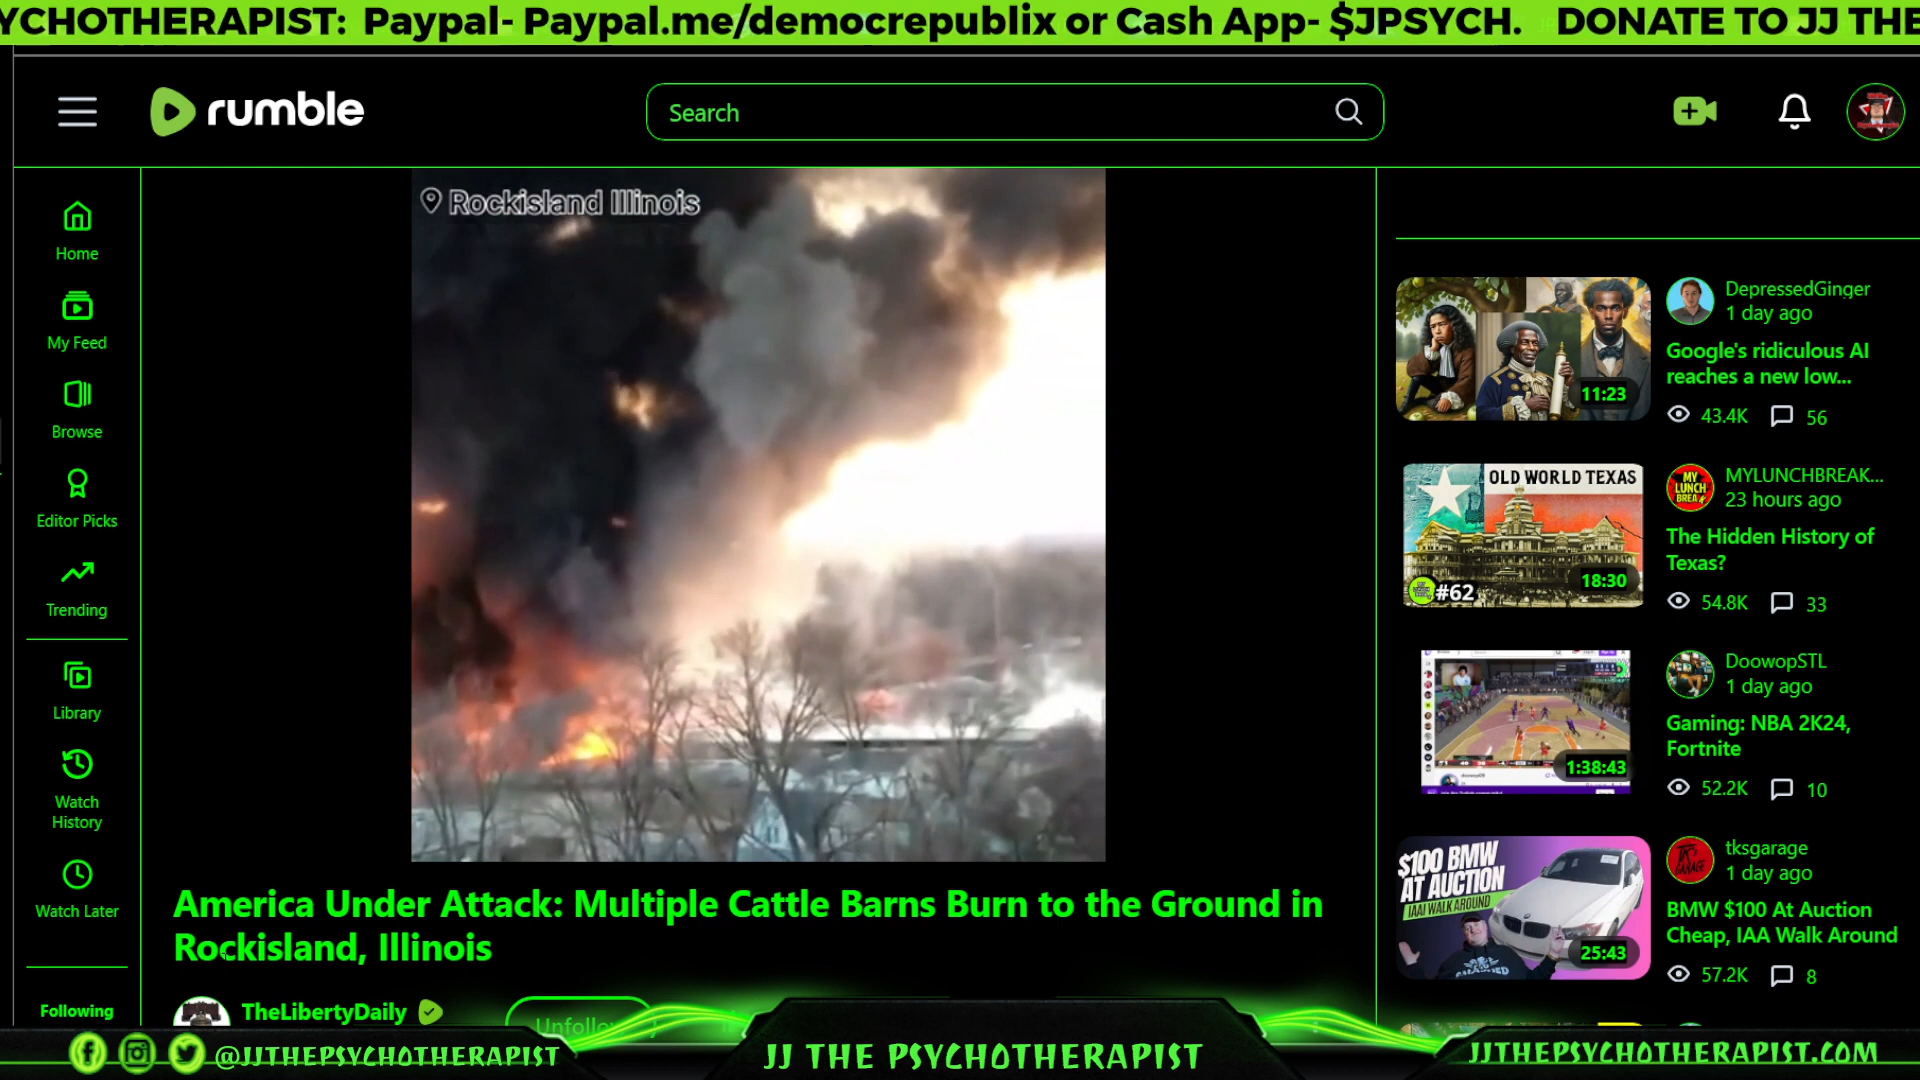 YCHOTHERAPIST: Paypal- Paypal.me/democrepublix or Cash App- $JPSYCH. DONATE TO JJ THE
rumble
Search
Home
My Feed
Browse
Editor Picks
Trending
Library
Watch
History
Watch Later
Following
Rockisland Illinois
America Under Attack: Multiple Cattle Barns Burn to the Ground in
Rockisland, Illinois
TheLibertyDaily
Unfollow
11:23
DepressedGinger
1 day ago
Google's ridiculous AI
reaches a new low...
43.4K 56
OLD WORLD TEXAS
#62
18:30
MY
LUNCH
BREAK
MYLUNCHBREAK...
23 hours ago
The Hidden History of
Texas?
54.8K 33
1:38:43
DoowopSTL
1 day ago
Gaming: NBA 2K24,
Fortnite
52.2K 10
$100 BMW
AT AUCTION
IAAI WALK AROUND
25:43
tksgarage
1 day ago
BMW $100 At Auction
Cheap, IAA Walk Around
57.2K 8
@JJTHEPSYCHOTHERAPIST
JJ THE PSYCHOTHERAPIST
JJTHEPSYCHOTHERAPIST.COM